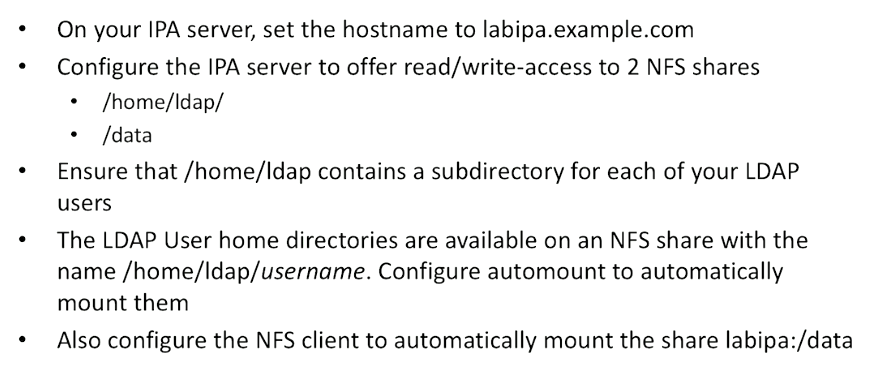 • On your IPA server, set the hostname to labipa.example.com
• Configure the IPA server to offer read/write-access to 2 NFS shares
• /home/ldap/
• /data
• Ensure that /home/ldap contains a subdirectory for each of your LDAP
users
• The LDAP User home directories are available on an NFS share with the
name /home/ldap/username. Configure automount to automatically
mount them
• Also configure the NFS client to automatically mount the share labipa:/data